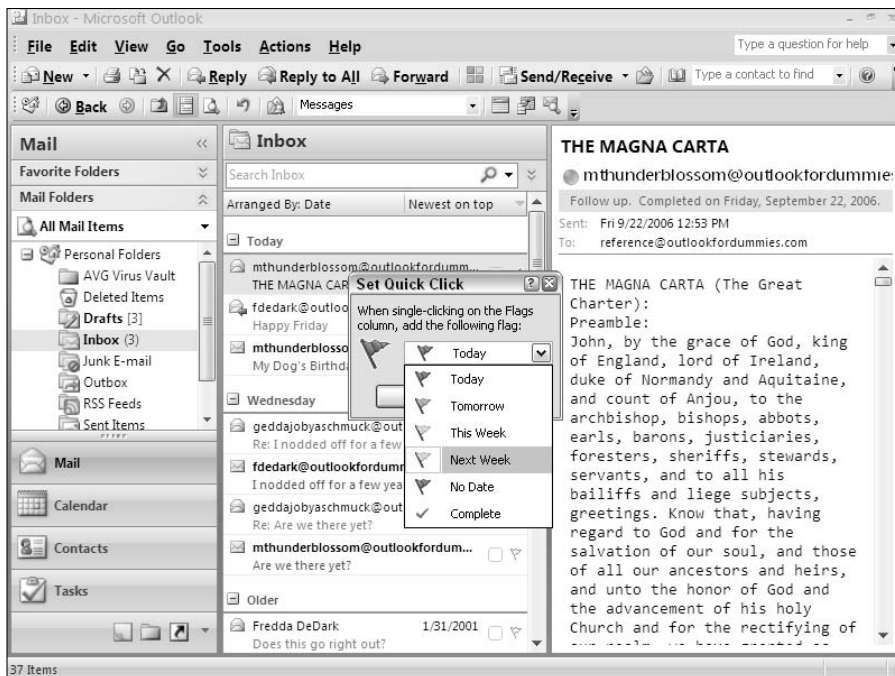 Inbox - Microsoft Outlook
File Edit View Go Tools Actions Help
Type a question for help
New Reply Reply to All Forward Send/Receive Type a contact to find
Back Messages
Mail
Favorite Folders
Mail Folders
All Mail Items
Personal Folders
AVG Virus Vault
Deleted Items
Drafts [3]
Inbox (3)
Junk E-mail
Outbox
RSS Feeds
Sent Items
Mail
Calendar
Contacts
Tasks
37 Items
Inbox
Search Inbox
Arranged By: Date Newest on top
Today
mthunderblossom@outlookfordumm...
THE MAGNA CAR
fdedark@outloo
Happy Friday
mthunderblosso
My Dog's Birthd
Wednesday
geddajobyaschmuck@out
Re: I nodded off for a few
fdedark@outlookfordumm
I nodded off for a few yea
geddajobyaschmuck@out
Re: Are we there yet?
mthunderblossom@outlookfordum...
Are we there yet?
Older
Fredda DeDark 1/31/2001
Does this go right out?
Set Quick Click
When single-clicking on the Flags
column, add the following flag:
Today
Today
Tomorrow
This Week
Next Week
No Date
Complete
THE MAGNA CARTA
mthunderblossom@outlookfordummies
Follow up. Completed on Friday, September 22, 2006.
Sent: Fri 9/22/2006 12:53 PM
To: reference@outlookfordummies.com
THE MAGNA CARTA (The Great
Charter):
Preamble:
John, by the grace of God, king
of England, lord of Ireland,
duke of Normandy and Aquitaine,
and count of Anjou, to the
archbishop, bishops, abbots,
earls, barons, justiciaries,
foresters, sheriffs, stewards,
servants, and to all his
bailiffs and liege subjects,
greetings. Know that, having
regard to God and for the
salvation of our soul, and those
of all our ancestors and heirs,
and unto the honor of God and
the advancement of his holy
Church and for the rectifying of